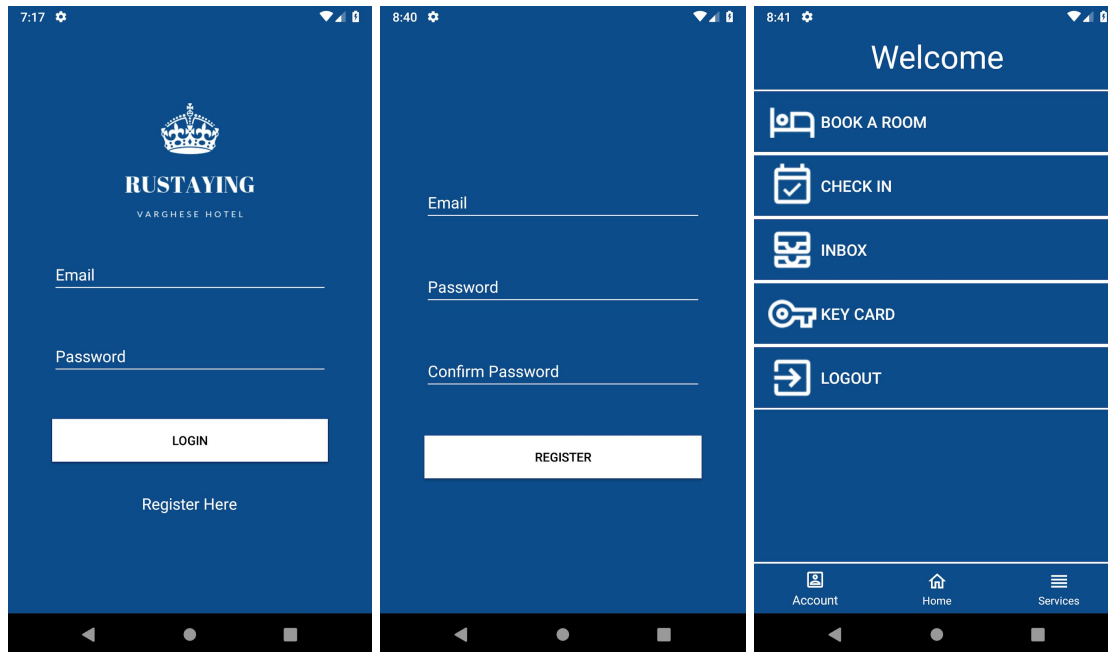 7:17
RUSTAYING
VARGHESE HOTEL
Email
Password
LOGIN
Register Here
8:40
Email
Password
Confirm Password
REGISTER
8:41
Welcome
BOOK A ROOM
CHECK IN
INBOX
KEY CARD
LOGOUT
Account Home Services